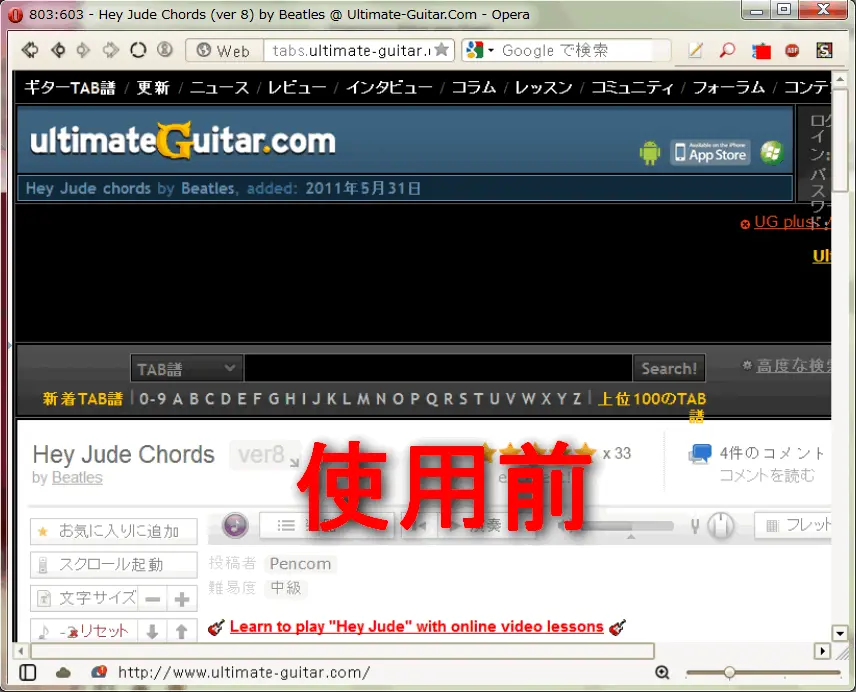 803:603 - Hey Jude Chords (ver 8) by Beatles @ Ultimate-Guitar.Com - Opera
Web tabs.ultimate-guitar. Google で検索
ギターTAB譜 / 更新 / ニュース / レビュー / インタビュー / コラム / レッスン / コミュニティ / フォーラム / コンテ
ultimateGuitar.com
Available on the iPhone
App Store
ログイン: パスワード:
Hey Jude chords by Beatles, added: 2011年5月31日
UG plus:
Ul
TAB譜 Search! 高度な検索
新着TAB譜 | 0-9 A B C D E F G H I J K L M N O P Q R S T U V W X Y Z | 上位100のTAB譜
Hey Jude Chords ver8 x 33 4件のコメント
by Beatles コメントを読む
使用前
お気に入りに追加 演奏 フレット
スクロール起動 投稿者 Pencom
文字サイズ 難易度 中級
リセット Learn to play "Hey Jude" with online video lessons
http://www.ultimate-guitar.com/